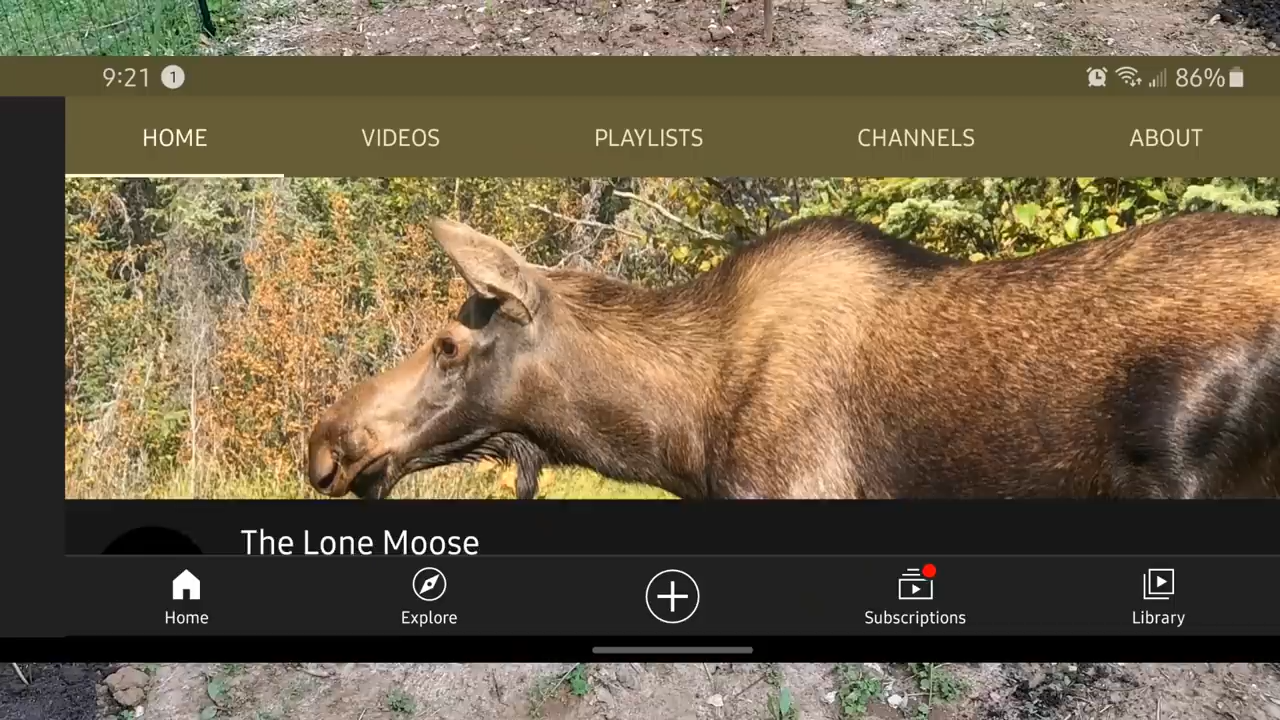 9:21 1 86%
HOME VIDEOS PLAYLISTS CHANNELS ABOUT
The Lone Moose
Home Explore Subscriptions Library